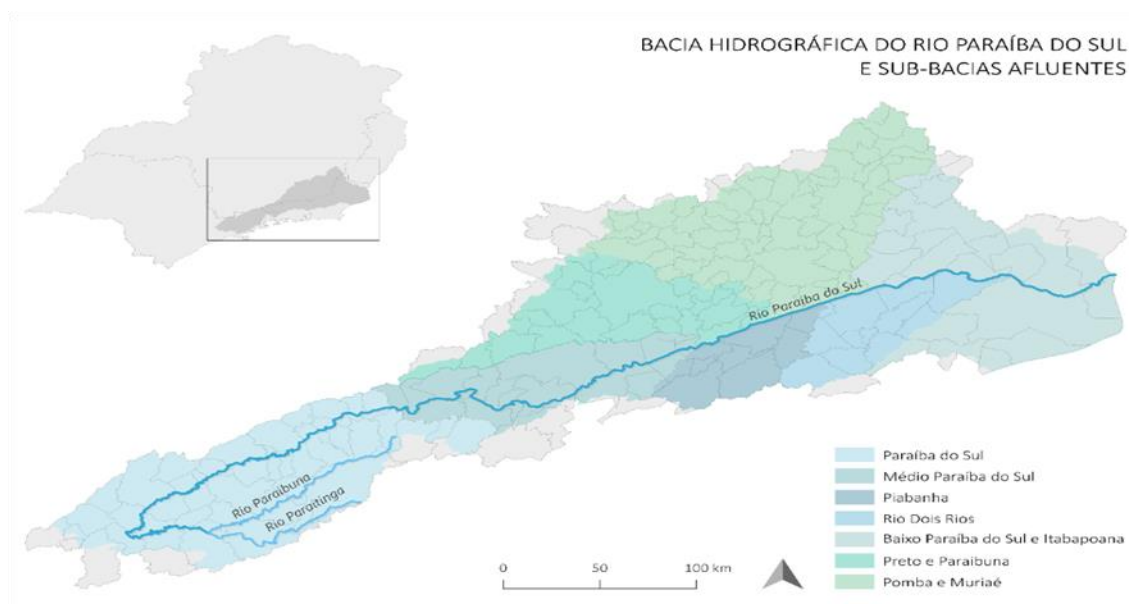 BACIA HIDROGRÁFICA DO RIO PARAÍBA DO SUL
E SUB-BACIAS AFLUENTES
Rio Paraíba do Sul
Rio Paraibuna
Rio Paraitinga
Paraíba do Sul
Médio Paraíba do Sul
Piabanha
Rio Dois Rios
Baixo Paraíba do Sul e Itabapoana
Preto e Paraibuna
Pomba e Muriaé
0 50 100 km